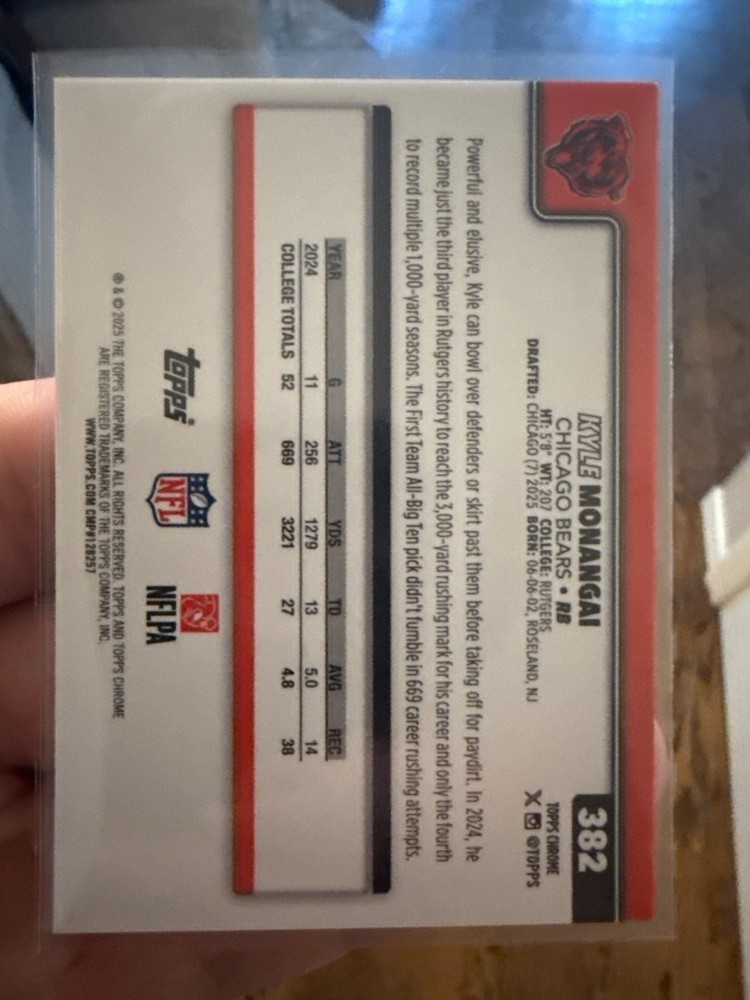 382
TOPPS CHROME
@TOPPS
KYLE MONANGAI
CHICAGO BEARS • RB
HT: 5'8" WT: 207 COLLEGE: RUTGERS
DRAFTED: CHICAGO (7) 2025 BORN: 06-06-02, ROSELAND, NJ
Powerful and elusive, Kyle can bowl over defenders or skirt past them before taking off for paydirt. In 2024, he
became just the third player in Rutgers history to reach the 3,000-yard rushing mark for his career and only the fourth
to record multiple 1,000-yard seasons. The First Team All-Big Ten pick didn't fumble in 669 career rushing attempts.
YEAR G ATT YDS TD AVG REC
2024 11 256 1279 13 5.0 14
COLLEGE TOTALS 52 669 3221 27 4.8 38
topps
NFL
NFLPA
® & © 2025 THE TOPPS COMPANY, INC. ALL RIGHTS RESERVED. TOPPS AND TOPPS CHROME
ARE REGISTERED TRADEMARKS OF THE TOPPS COMPANY, INC.
WWW.TOPPS.COM CMP#128257